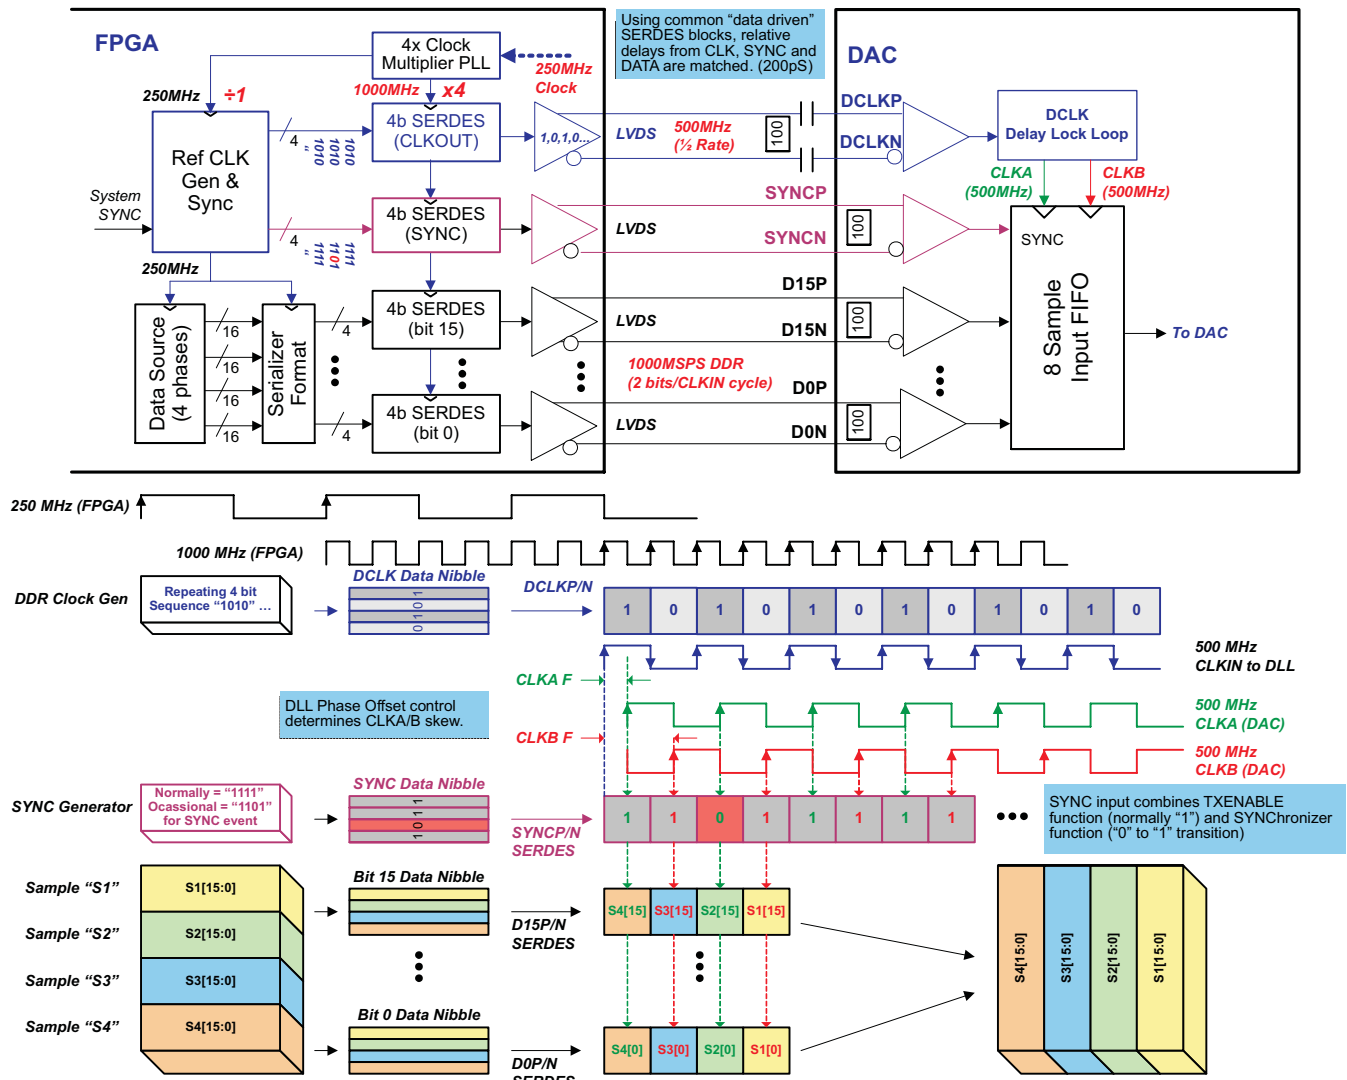 FPGA
4x Clock
Multiplier PLL
Using common “data driven”
SERDES blocks, relative
delays from CLK, SYNC and
DATA are matched. (200pS)
DAC
250MHz
Clock
250MHz
÷1
1000MHz
x4
Ref CLK
Gen &
Sync
System
SYNC
4
1010
1010
1010
"
4b SERDES
(CLKOUT)
1,0,1,0...
LVDS
500MHz
(½ Rate)
100
DCLKP
DCLKN
DCLK
Delay Lock Loop
CLKA
(500MHz)
CLKB
(500MHz)
4
1111
1101
1111
"
4b SERDES
(SYNC)
LVDS
SYNCP
SYNCN
100
SYNC
8 Sample
Input FIFO
To DAC
250MHz
Data Source
(4 phases)
16
16
16
16
Serializer
Format
4
4
4b SERDES
(bit 15)
LVDS
D15P
D15N
100
1000MSPS DDR
(2 bits/CLKIN cycle)
4b SERDES
(bit 0)
LVDS
D0P
D0N
100
250 MHz (FPGA)
1000 MHz (FPGA)
DDR Clock Gen
Repeating 4 bit
Sequence “1010” ...
DCLK Data Nibble
0 1 0 1
DCLKP/N
1 0 1 0 1 0 1 0 1 0 1 0
500 MHz
CLKIN to DLL
CLKA F
DLL Phase Offset control
determines CLKA/B skew.
500 MHz
CLKA (DAC)
CLKB F
500 MHz
CLKB (DAC)
SYNC Generator
Normally = “1111”
Ocassional = “1101”
for SYNC event
SYNC Data Nibble
1 0 1 1
SYNCP/N
SERDES
1 1 0 1 1 1 1 1
SYNC input combines TXENABLE
function (normally “1”) and SYNChronizer
function (“0” to “1” transition)
Sample “S1”
S1[15:0]
Sample “S2”
S2[15:0]
Sample “S3”
S3[15:0]
Sample “S4”
S4[15:0]
Bit 15 Data Nibble
D15P/N
SERDES
S4[15] S3[15] S2[15] S1[15]
Bit 0 Data Nibble
D0P/N
SERDES
S4[0] S3[0] S2[0] S1[0]
S4[15:0]
S3[15:0]
S2[15:0]
S1[15:0]